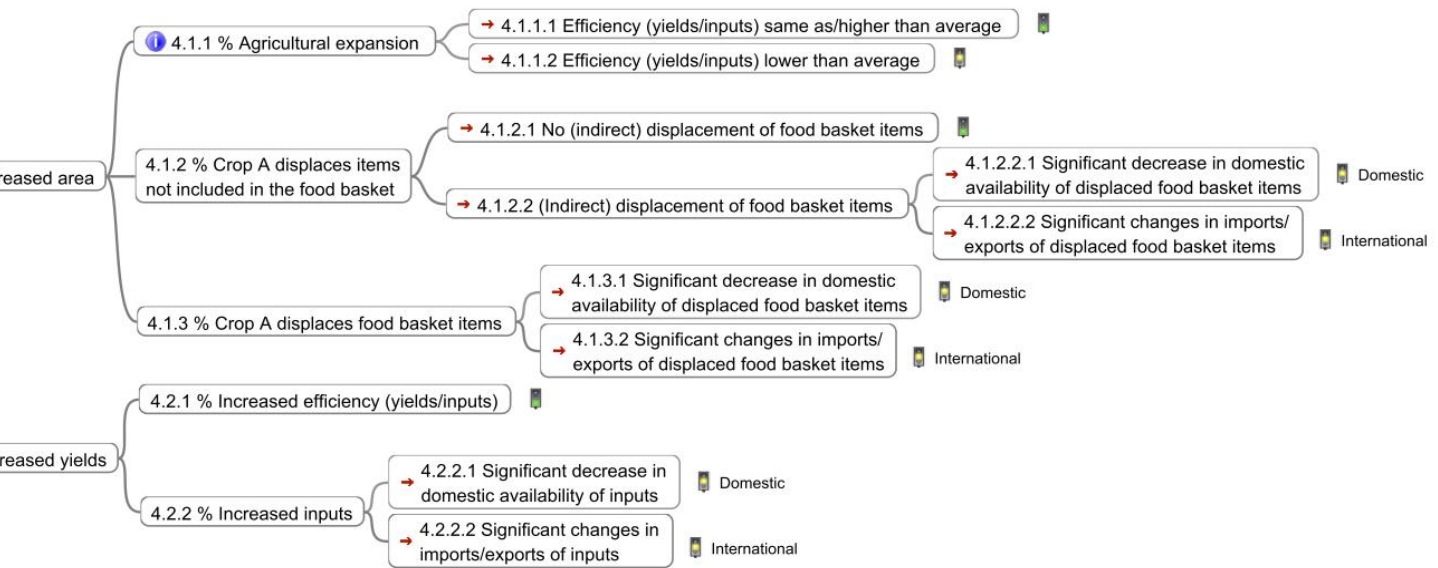 4.1.1 % Agricultural expansion
4.1.1.1 Efficiency (yields/inputs) same as/higher than average
4.1.1.2 Efficiency (yields/inputs) lower than average
reased area
4.1.2 % Crop A displaces items
not included in the food basket
4.1.2.1 No (indirect) displacement of food basket items
4.1.2.2 (Indirect) displacement of food basket items
4.1.2.2.1 Significant decrease in domestic
availability of displaced food basket items
Domestic
4.1.2.2.2 Significant changes in imports/
exports of displaced food basket items
International
4.1.3 % Crop A displaces food basket items
4.1.3.1 Significant decrease in domestic
availability of displaced food basket items
Domestic
4.1.3.2 Significant changes in imports/
exports of displaced food basket items
International
reased yields
4.2.1 % Increased efficiency (yields/inputs)
4.2.2 % Increased inputs
4.2.2.1 Significant decrease in
domestic availability of inputs
Domestic
4.2.2.2 Significant changes in
imports/exports of inputs
International